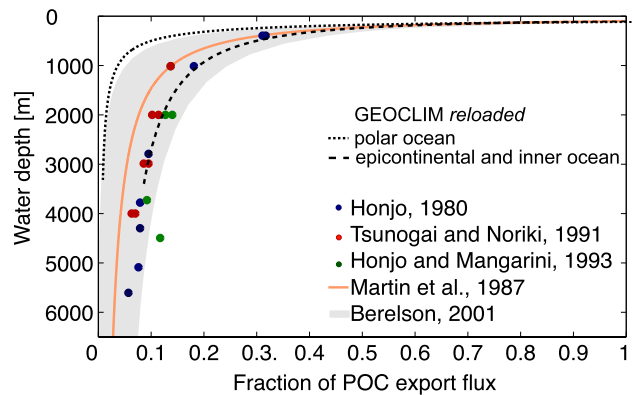 1000
2000
3000
4000
5000
6000
Water depth [m]
GEOCLIM reloaded
polar ocean
epicontinental and inner ocean
Honjo, 1980
Tsunogai and Noriki, 1991
Honjo and Mangarini, 1993
Martin et al., 1987
Berelson, 2001
0 0.1 0.2 0.3. 0.4 0.5 0.6 0.7 0.8 0.9 1
Fraction of POC export flux